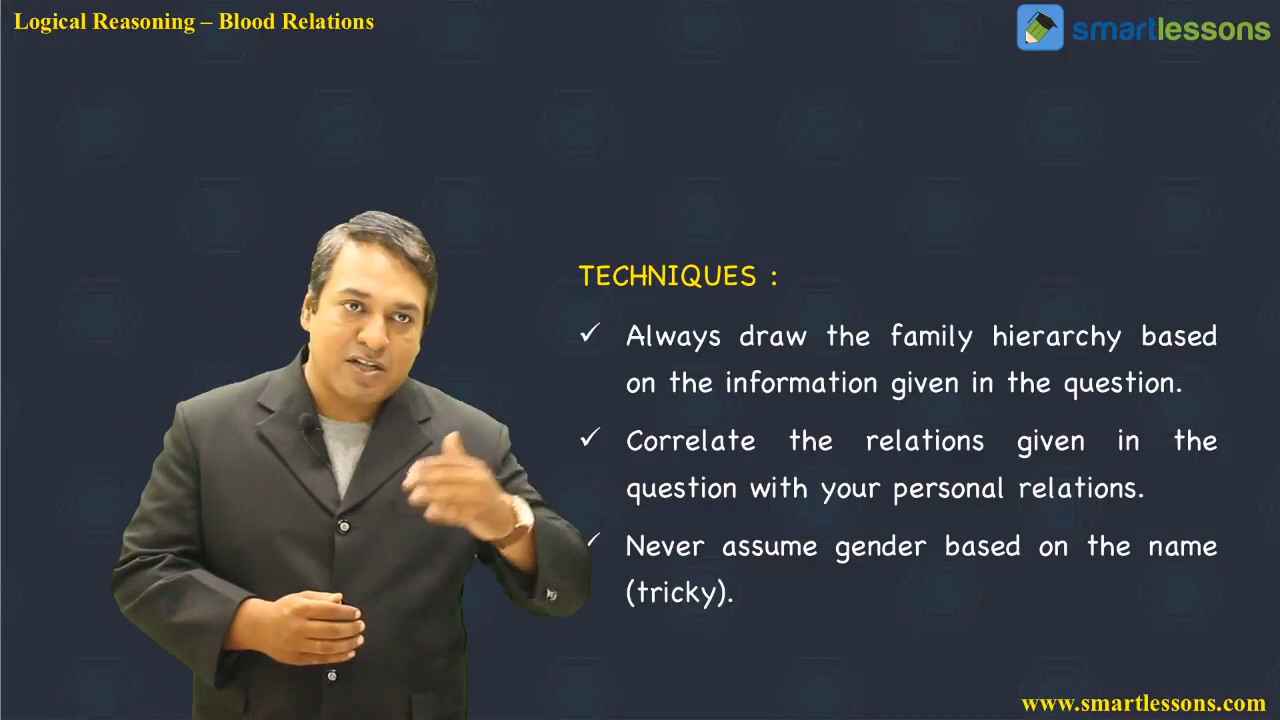 Logical Reasoning – Blood Relations
smartlessons
TECHNIQUES :
✓ Always draw the family hierarchy based
on the information given in the question.
✓ Correlate the relations given in the
question with your personal relations.
✓ Never assume gender based on the name
(tricky).
www.smartlessons.com